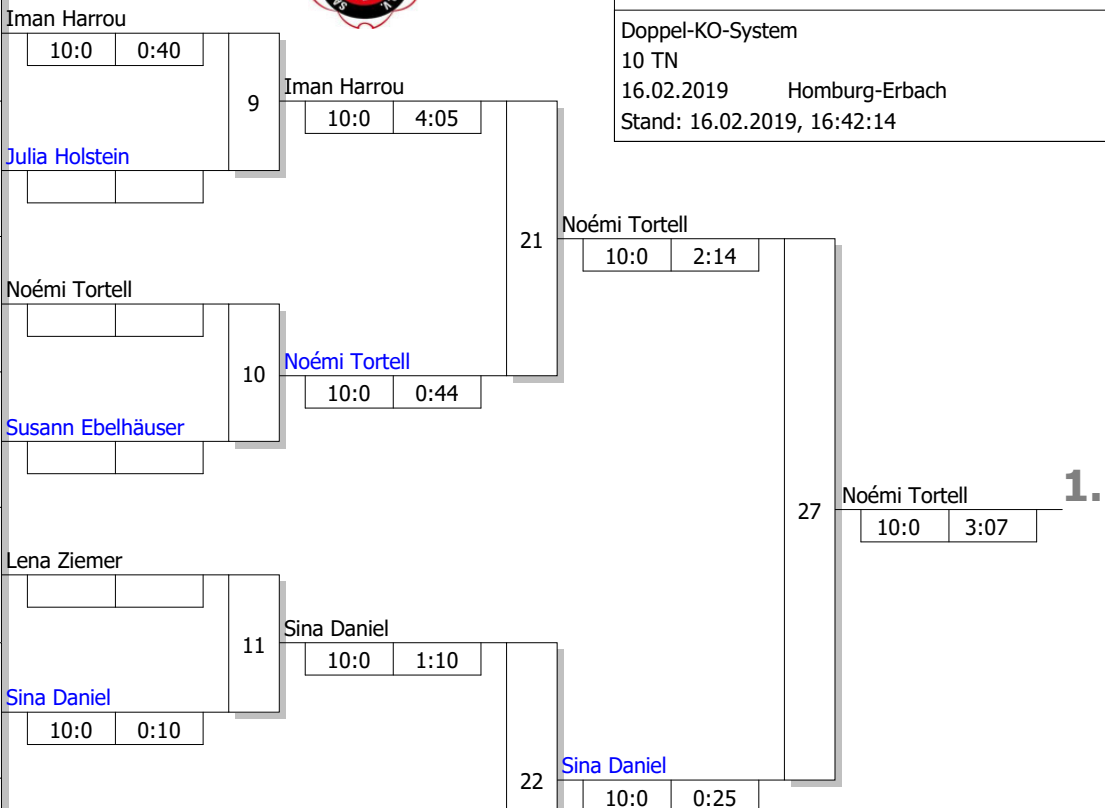 Iman Harrou
10:0 0:40
9
Iman Harrou
10:0 4:05
Julia Holstein
Doppel-KO-System
10 TN
16.02.2019 Homburg-Erbach
Stand: 16.02.2019, 16:42:14
21
Noémi Tortell
10:0 2:14
Noémi Tortell
10
Noémi Tortell
10:0 0:44
Susann Ebelhäuser
27
Noémi Tortell
10:0 3:07
1.
Lena Ziemer
11
Sina Daniel
10:0 1:10
Sina Daniel
10:0 0:10
22
Sina Daniel
10:0 0:25